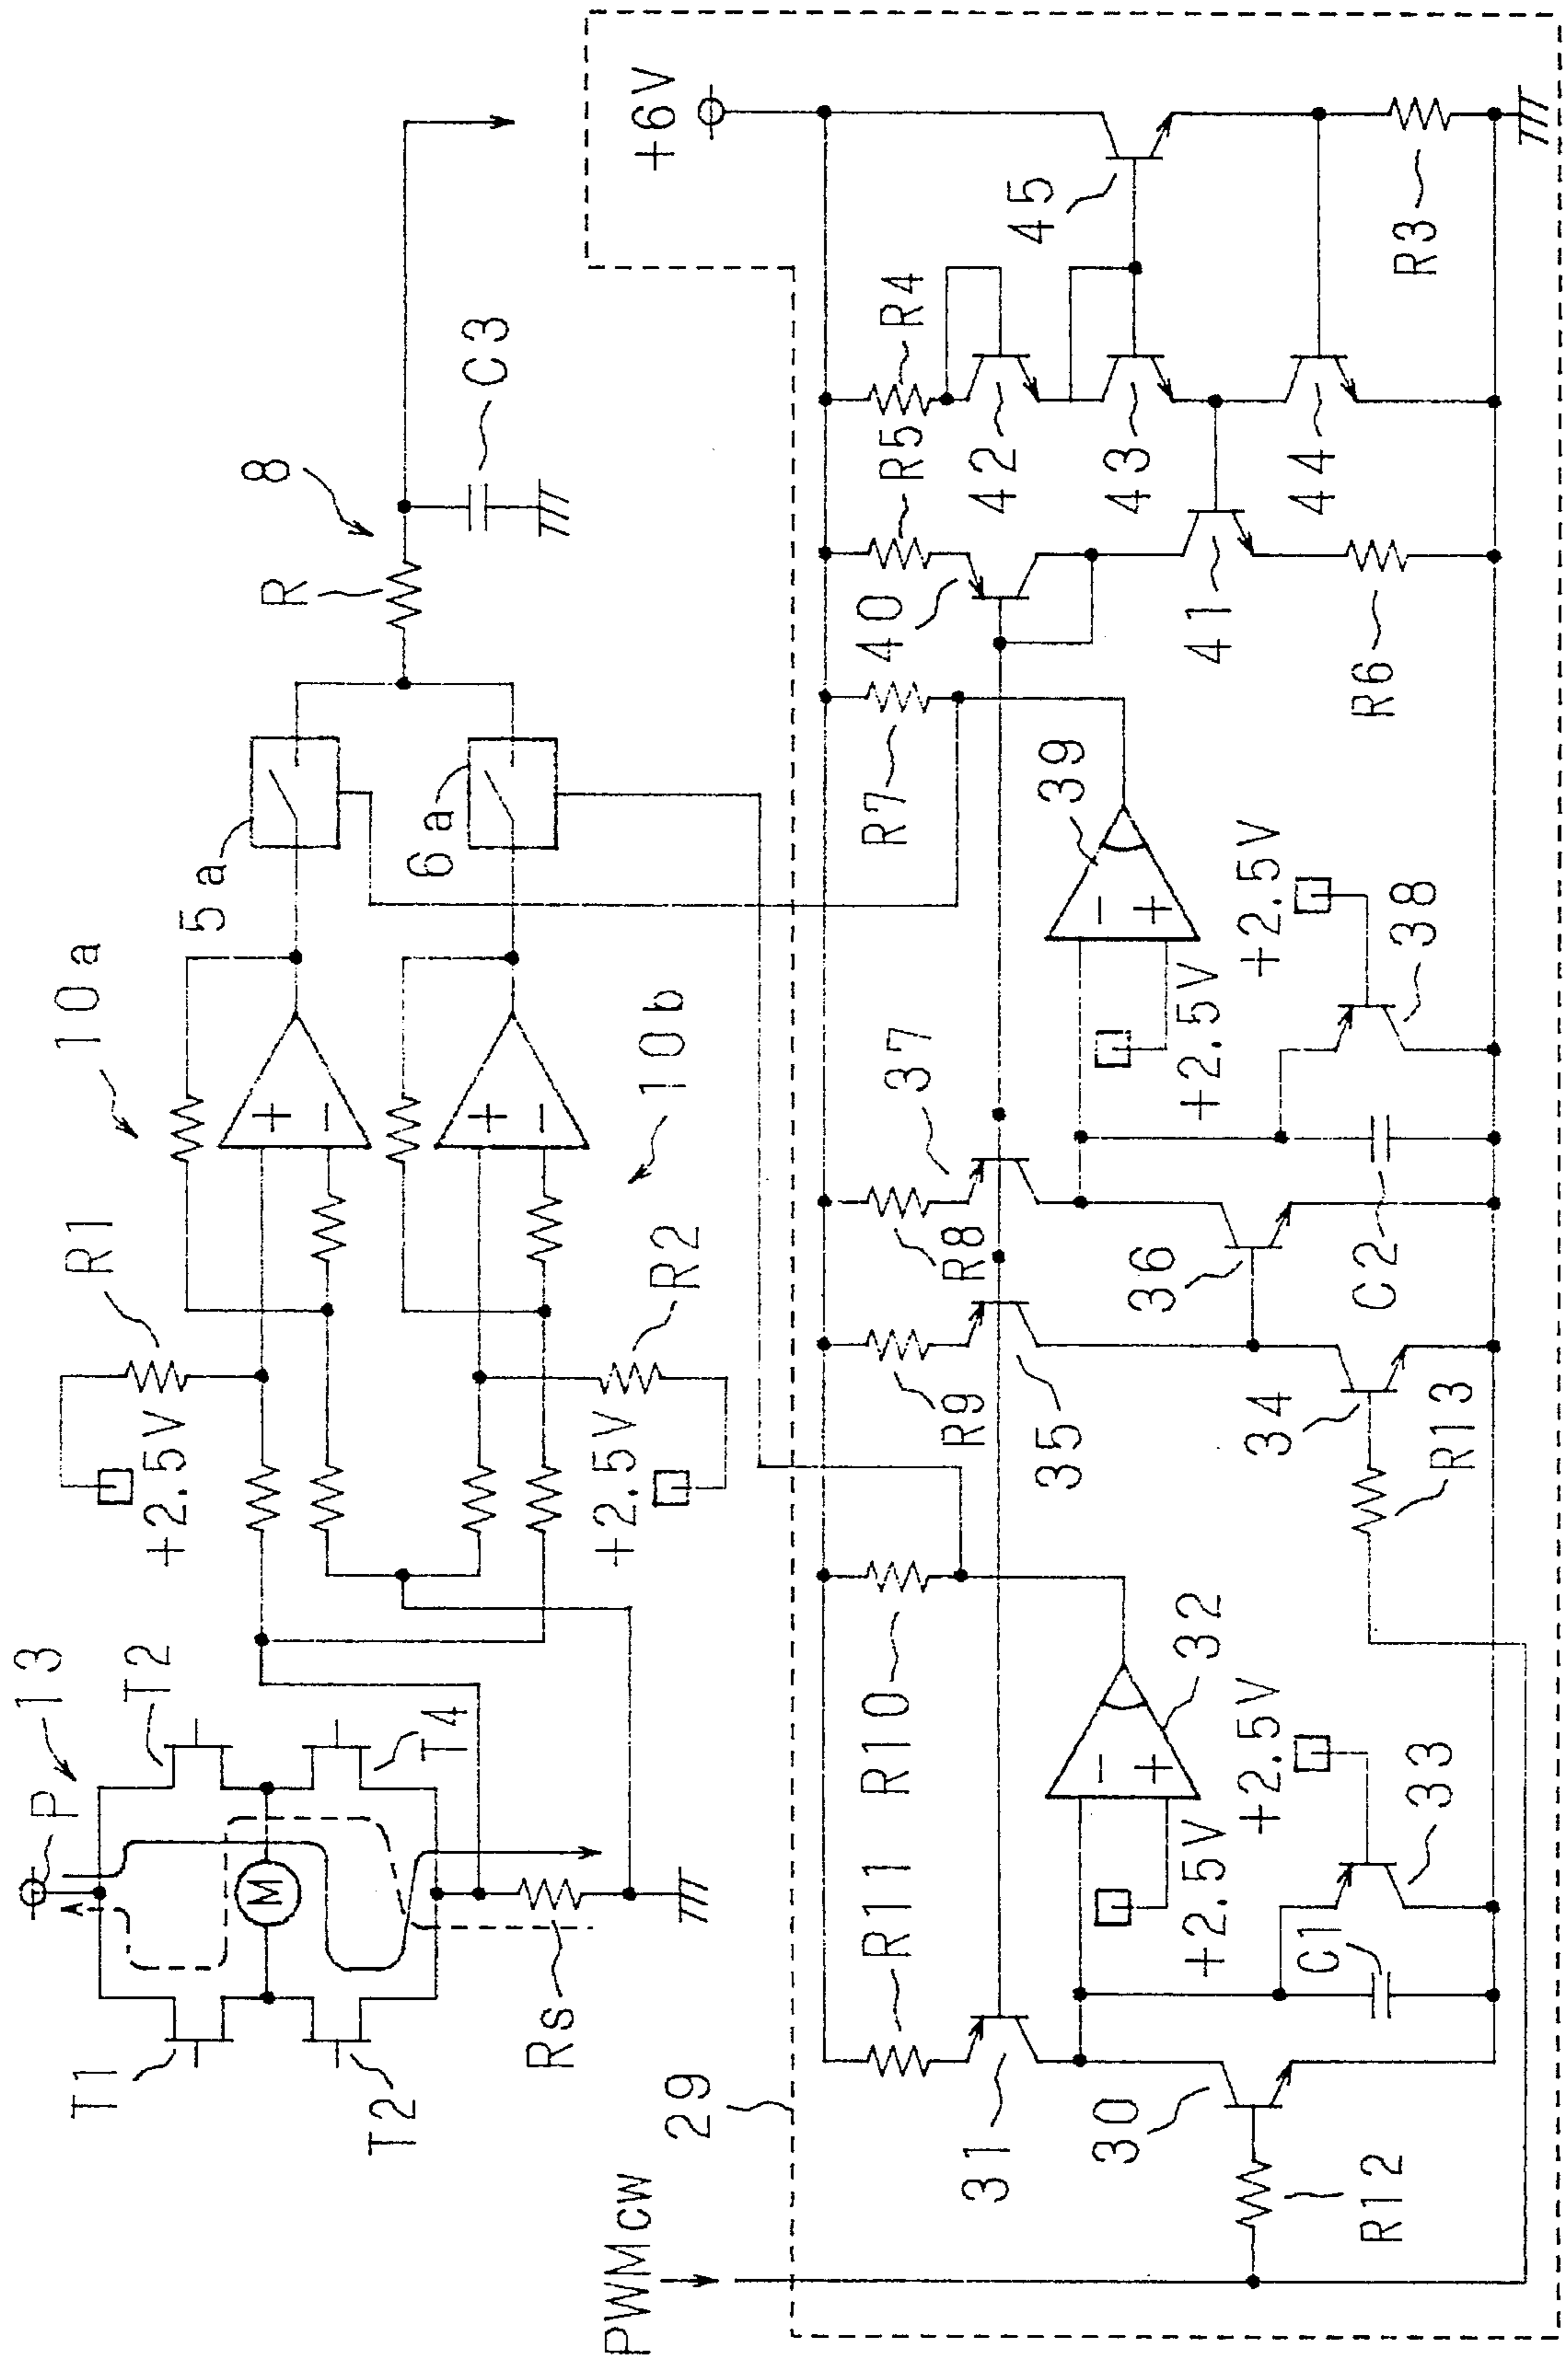 +6V
45
R3
R4
R5
42
43
44
8
C3
R
40
41
R6
5a
6a
R7
39
+2.5V
+2.5V
38
10a
10b
37
R8
36
C2
R1
R2
+2.5V
+2.5V
R9
35
34
R13
13
P
T2
T4
M
T1
T2
Rs
R10
R11
32
+2.5V
+2.5V
33
C1
29
31
30
R12
PWMcw